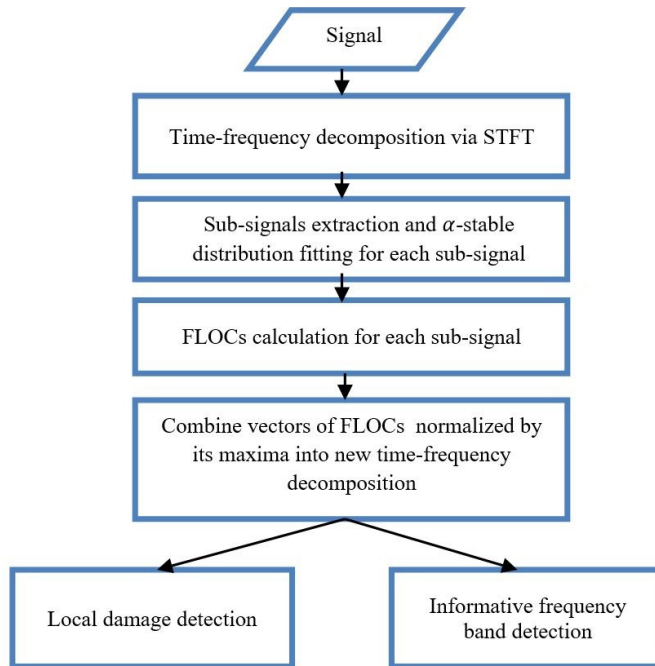 Signal
Time-frequency decomposition via STFT
Sub-signals extraction and α-stable
distribution fitting for each sub-signal
FLOCs calculation for each sub-signal
Combine vectors of FLOCs normalized by
its maxima into new time-frequency
decomposition
Local damage detection
Informative frequency
band detection